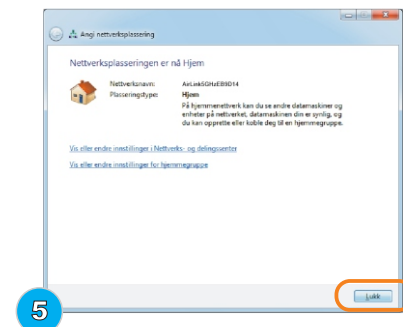 Angi nettverksplassering
Nettverksplasseringen er nå Hjem
Nettverksnavn: AirLink5GHzEB9D14
Plasseringstype: Hjem
På hjemmenettverk kan du se andre datamaskiner og
enheter på nettverket, datamaskinen din er synlig, og
du kan opprette eller koble deg til en hjemmegruppe.
Vis eller endre innstillinger i Nettverks- og delingssenter
Vis eller endre innstillinger for hjemmegruppe
Lukk
5